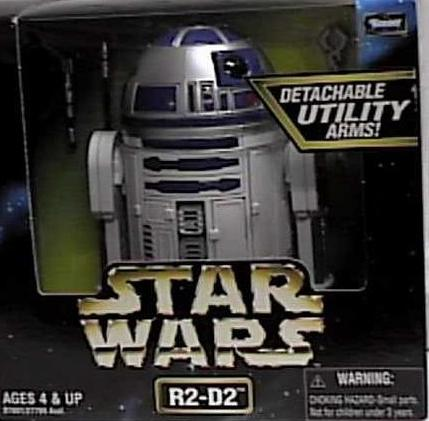 Kenner
DETACHABLE
UTILITY
ARMS!
STAR
WARS
R2-D2™
AGES 4 & UP
WARNING:
CHOKING HAZARD-Small parts.
Not for children under 3 years.